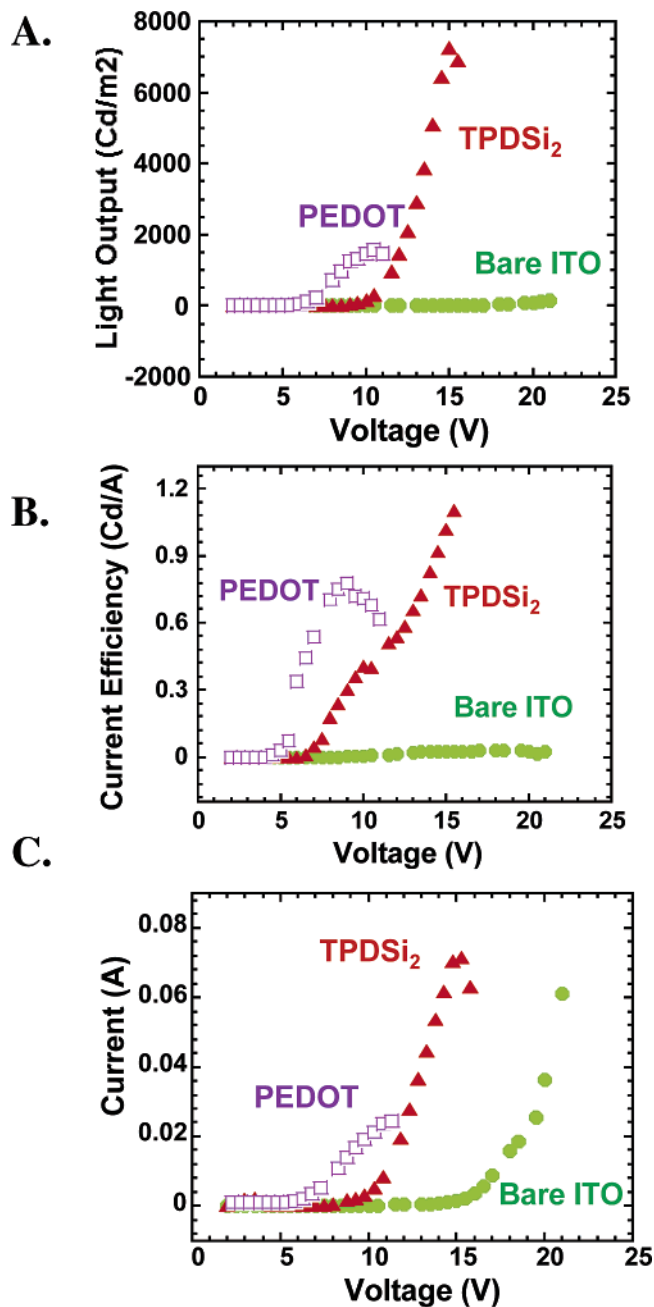 A.
Light Output (Cd/m2)
8000
6000
4000
2000
0
-2000
TPDSi₂
PEDOT
Bare ITO
0 5 10 15 20 25
Voltage (V)
B.
Current Efficiency (Cd/A)
1.2
0.9
0.6
0.3
0
PEDOT
TPDSi₂
Bare ITO
0 5 10 15 20 25
Voltage (V)
C.
Current (A)
0.08
0.06
0.04
0.02
0
TPDSi₂
PEDOT
Bare ITO
0 5 10 15 20 25
Voltage (V)